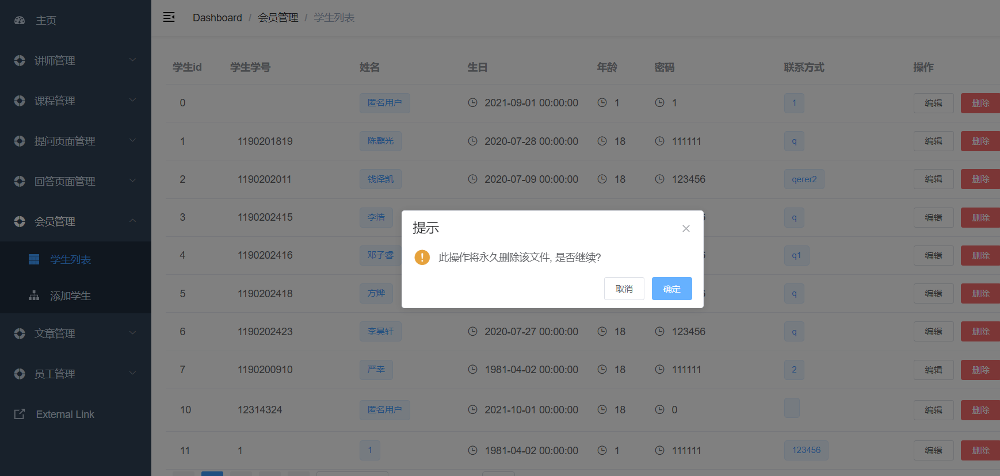 主页
讲师管理
课程管理
提问页面管理
回答页面管理
会员管理
学生列表
添加学生
文章管理
员工管理
External Link
Dashboard / 会员管理 / 学生列表
学生id 学生学号 姓名 生日 年龄 密码 联系方式 操作
0 匿名用户 2021-09-01 00:00:00 1 1 1 编辑 删除
1 1190201819 陈麒光 2020-07-28 00:00:00 18 111111 q 编辑 删除
2 1190202011 钱泽凯 2020-07-09 00:00:00 18 123456 qerer2 编辑 删除
3 1190202415 李浩 q 编辑 删除
4 1190202416 邓子睿 q1 编辑 删除
5 1190202418 方烨 q 编辑 删除
6 1190202423 李昊轩 2020-07-27 00:00:00 18 123456 q 编辑 删除
7 1190200910 严幸 1981-04-02 00:00:00 18 111111 2 编辑 删除
10 12314324 匿名用户 2021-10-01 00:00:00 18 0 编辑 删除
11 1 1 1981-04-02 00:00:00 1 111111 123456 编辑 删除
提示
此操作将永久删除该文件, 是否继续?
取消 确定